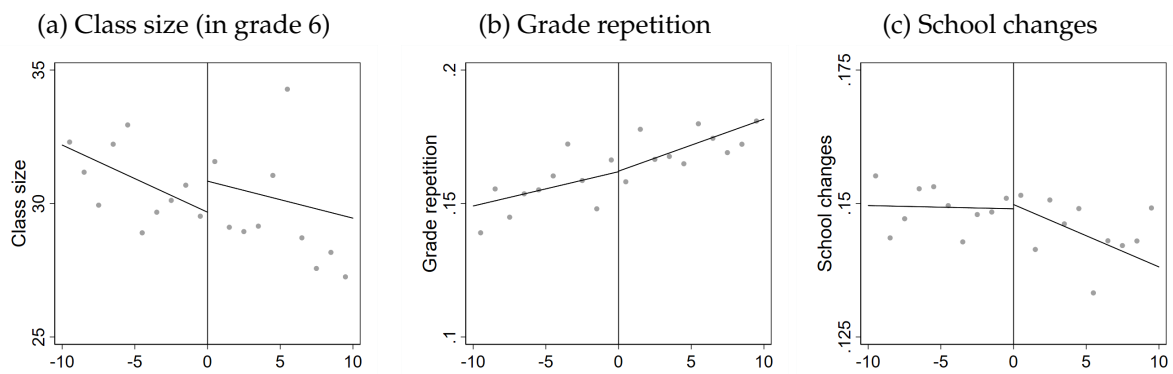 (a) Class size (in grade 6)
Class size
35
30
25
-10 -5 0 5 10
(b) Grade repetition
Grade repetition
.2
.15
.1
-10 -5 0 5 10
(c) School changes
School changes
.175
.15
.125
-10 -5 0 5 10